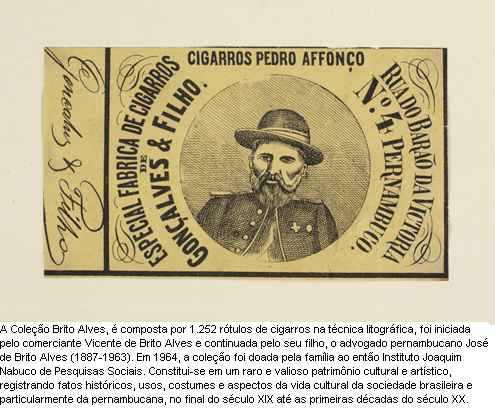 Gonçalves & Filho
ESPECIAL FABRICA DE CIGARROS
DE
GONÇALVES & FILHO.
CIGARROS PEDRO AFFONÇO
RUA DO BARÃO DA VICTORIA
Nº. 4 PERNAMBUCO.
A Coleção Brito Alves, é composta por 1.252 rótulos de cigarros na técnica litográfica, foi iniciada
pelo comerciante Vicente de Brito Alves e continuada pelo seu filho, o advogado pernambucano José
de Brito Alves (1887-1963). Em 1964, a coleção foi doada pela família ao então Instituto Joaquim
Nabuco de Pesquisas Sociais. Constitui-se em um raro e valioso patrimônio cultural e artístico,
registrando fatos históricos, usos, costumes e aspectos da vida cultural da sociedade brasileira e
particularmente da pernambucana, no final do século XIX até as primeiras décadas do século XX.